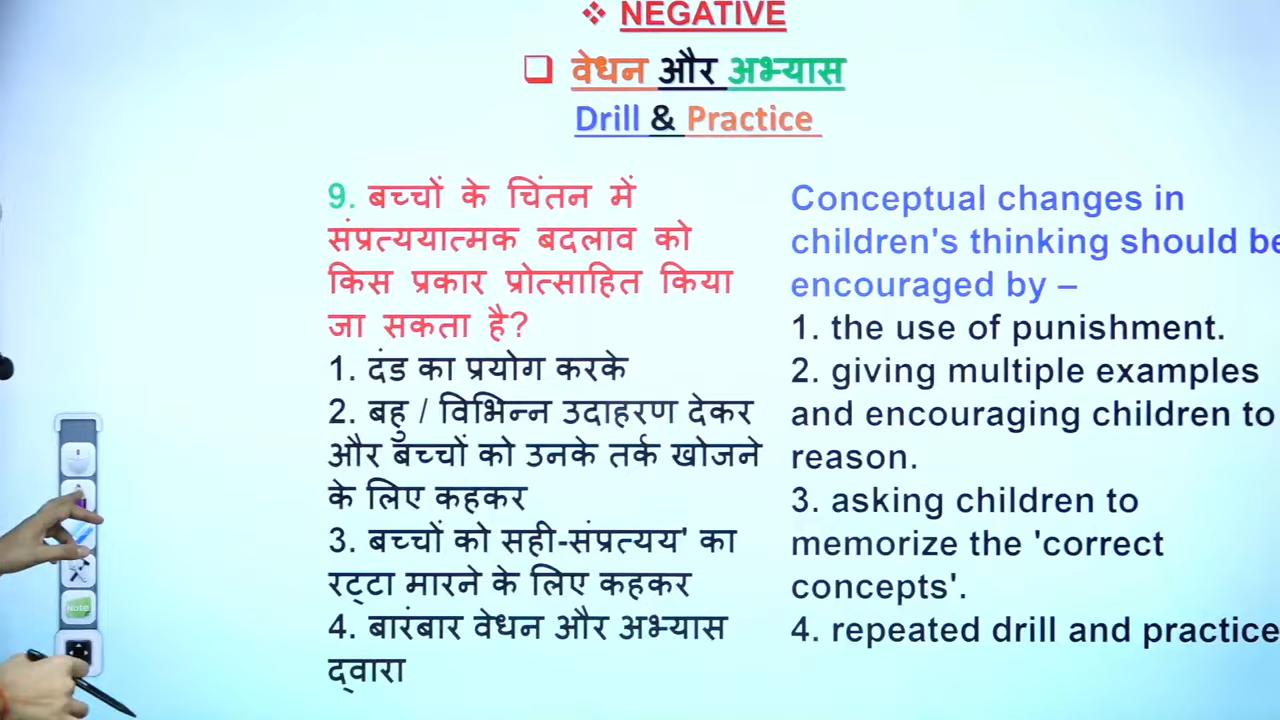 ❖ NEGATIVE
❑ वेधन और अभ्यास
Drill & Practice
9. बच्चों के चिंतन में
संप्रत्ययात्मक बदलाव को
किस प्रकार प्रोत्साहित किया
जा सकता है?
1. दंड का प्रयोग करके
2. बहु / विभिन्न उदाहरण देकर
और बच्चों को उनके तर्क खोजने
के लिए कहकर
3. बच्चों को सही-संप्रत्यय' का
रट्टा मारने के लिए कहकर
4. बारंबार वेधन और अभ्यास
द्वारा
Conceptual changes in
children's thinking should be
encouraged by –
1. the use of punishment.
2. giving multiple examples
and encouraging children to
reason.
3. asking children to
memorize the 'correct
concepts'.
4. repeated drill and practice
Note